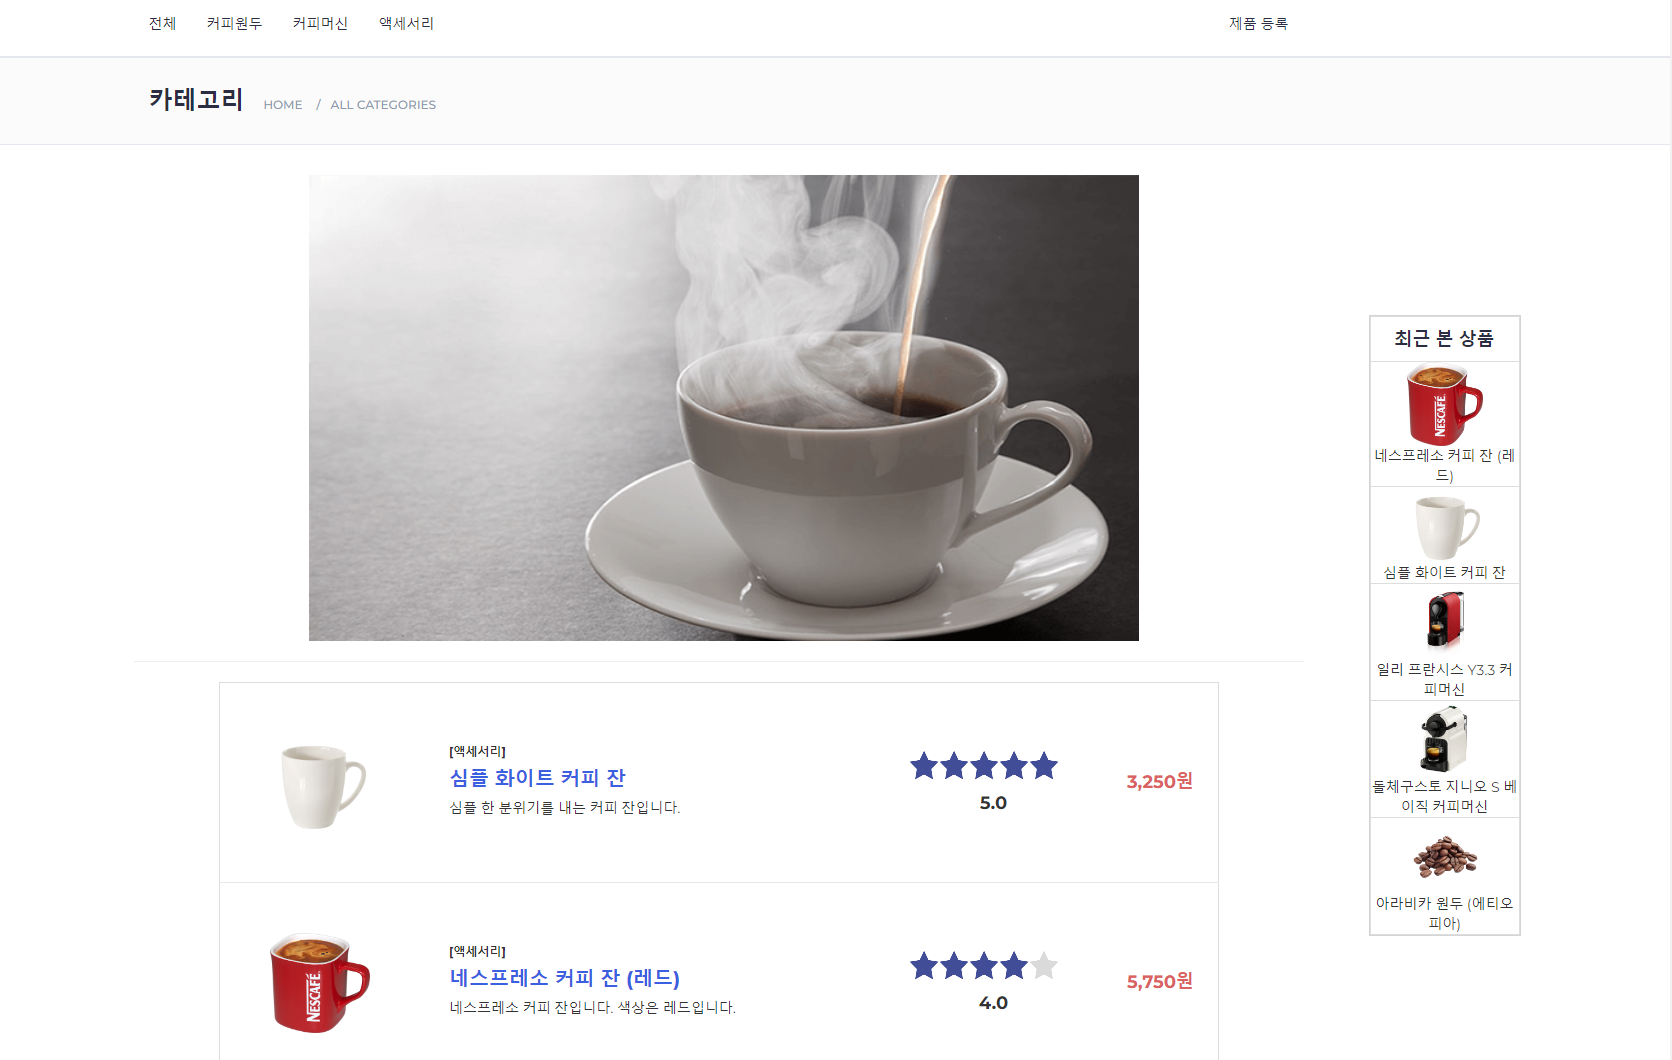 전체 커피원두 커피머신 액세서리 제품 등록
카테고리 HOME / ALL CATEGORIES
[액세서리]
심플 화이트 커피 잔
심플 한 분위기를 내는 커피 잔입니다.
5.0
3,250원
[액세서리]
네스프레소 커피 잔 (레드)
네스프레소 커피 잔입니다. 색상은 레드입니다.
4.0
5,750원
NESCAFÉ.
최근 본 상품
NESCAFÉ.
네스프레소 커피 잔 (레
드)
심플 화이트 커피 잔
일리 프란시스 Y3.3 커
피머신
돌체구스토 지니오 S 베
이직 커피머신
아라비카 원두 (에티오
피아)